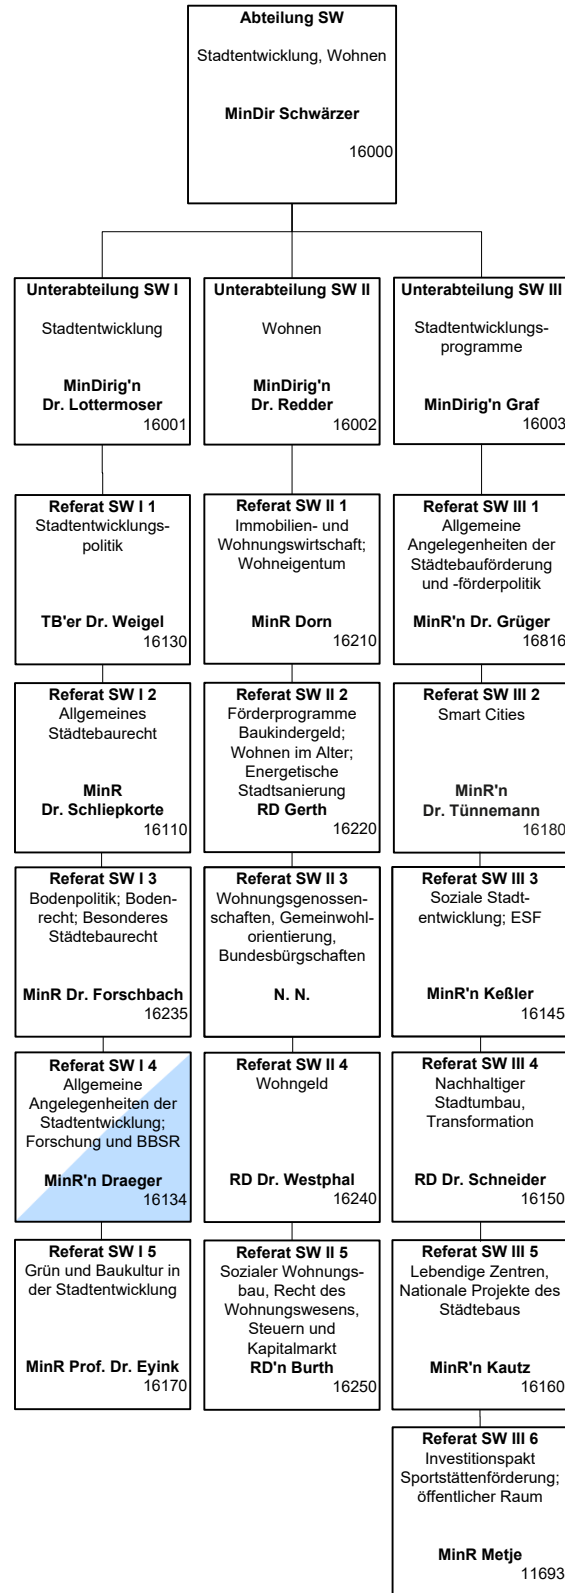 Abteilung SW
Stadtentwicklung, Wohnen
MinDir Schwärzer
16000
Unterabteilung SW I
Stadtentwicklung
MinDirig'n
Dr. Lottermoser
16001
Unterabteilung SW II
Wohnen
MinDirig'n
Dr. Redder
16002
Unterabteilung SW III
Stadtentwicklungs-
programme
MinDirig'n Graf
16003
Referat SW I 1
Stadtentwicklungs-
politik
TB'er Dr. Weigel
16130
Referat SW II 1
Immobilien- und
Wohnungswirtschaft;
Wohneigentum
MinR Dorn
16210
Referat SW III 1
Allgemeine
Angelegenheiten der
Städtebauförderung
und -förderpolitik
MinR'n Dr. Grüger
16816
Referat SW I 2
Allgemeines
Städtebaurecht
MinR
Dr. Schliepkorte
16110
Referat SW II 2
Förderprogramme
Baukindergeld;
Wohnen im Alter;
Energetische
Stadtsanierung
RD Gerth
16220
Referat SW III 2
Smart Cities
MinR'n
Dr. Tünnemann
16180
Referat SW I 3
Bodenpolitik; Boden-
recht; Besonderes
Städtebaurecht
MinR Dr. Forschbach
16235
Referat SW II 3
Wohnungsgenossen-
schaften, Gemeinwohl-
orientierung,
Bundesbürgschaften
N. N.
Referat SW III 3
Soziale Stadt-
entwicklung; ESF
MinR'n Keßler
16145
Referat SW I 4
Allgemeine
Angelegenheiten der
Stadtentwicklung;
Forschung und BBSR
MinR'n Draeger
16134
Referat SW II 4
Wohngeld
RD Dr. Westphal
16240
Referat SW III 4
Nachhaltiger
Stadtumbau,
Transformation
RD Dr. Schneider
16150
Referat SW I 5
Grün und Baukultur in
der Stadtentwicklung
MinR Prof. Dr. Eyink
16170
Referat SW II 5
Sozialer Wohnungs-
bau, Recht des
Wohnungswesens,
Steuern und
Kapitalmarkt
RD'n Burth
16250
Referat SW III 5
Lebendige Zentren,
Nationale Projekte des
Städtebaus
MinR'n Kautz
16160
Referat SW III 6
Investitionspakt
Sportstättenförderung;
öffentlicher Raum
MinR Metje
11693